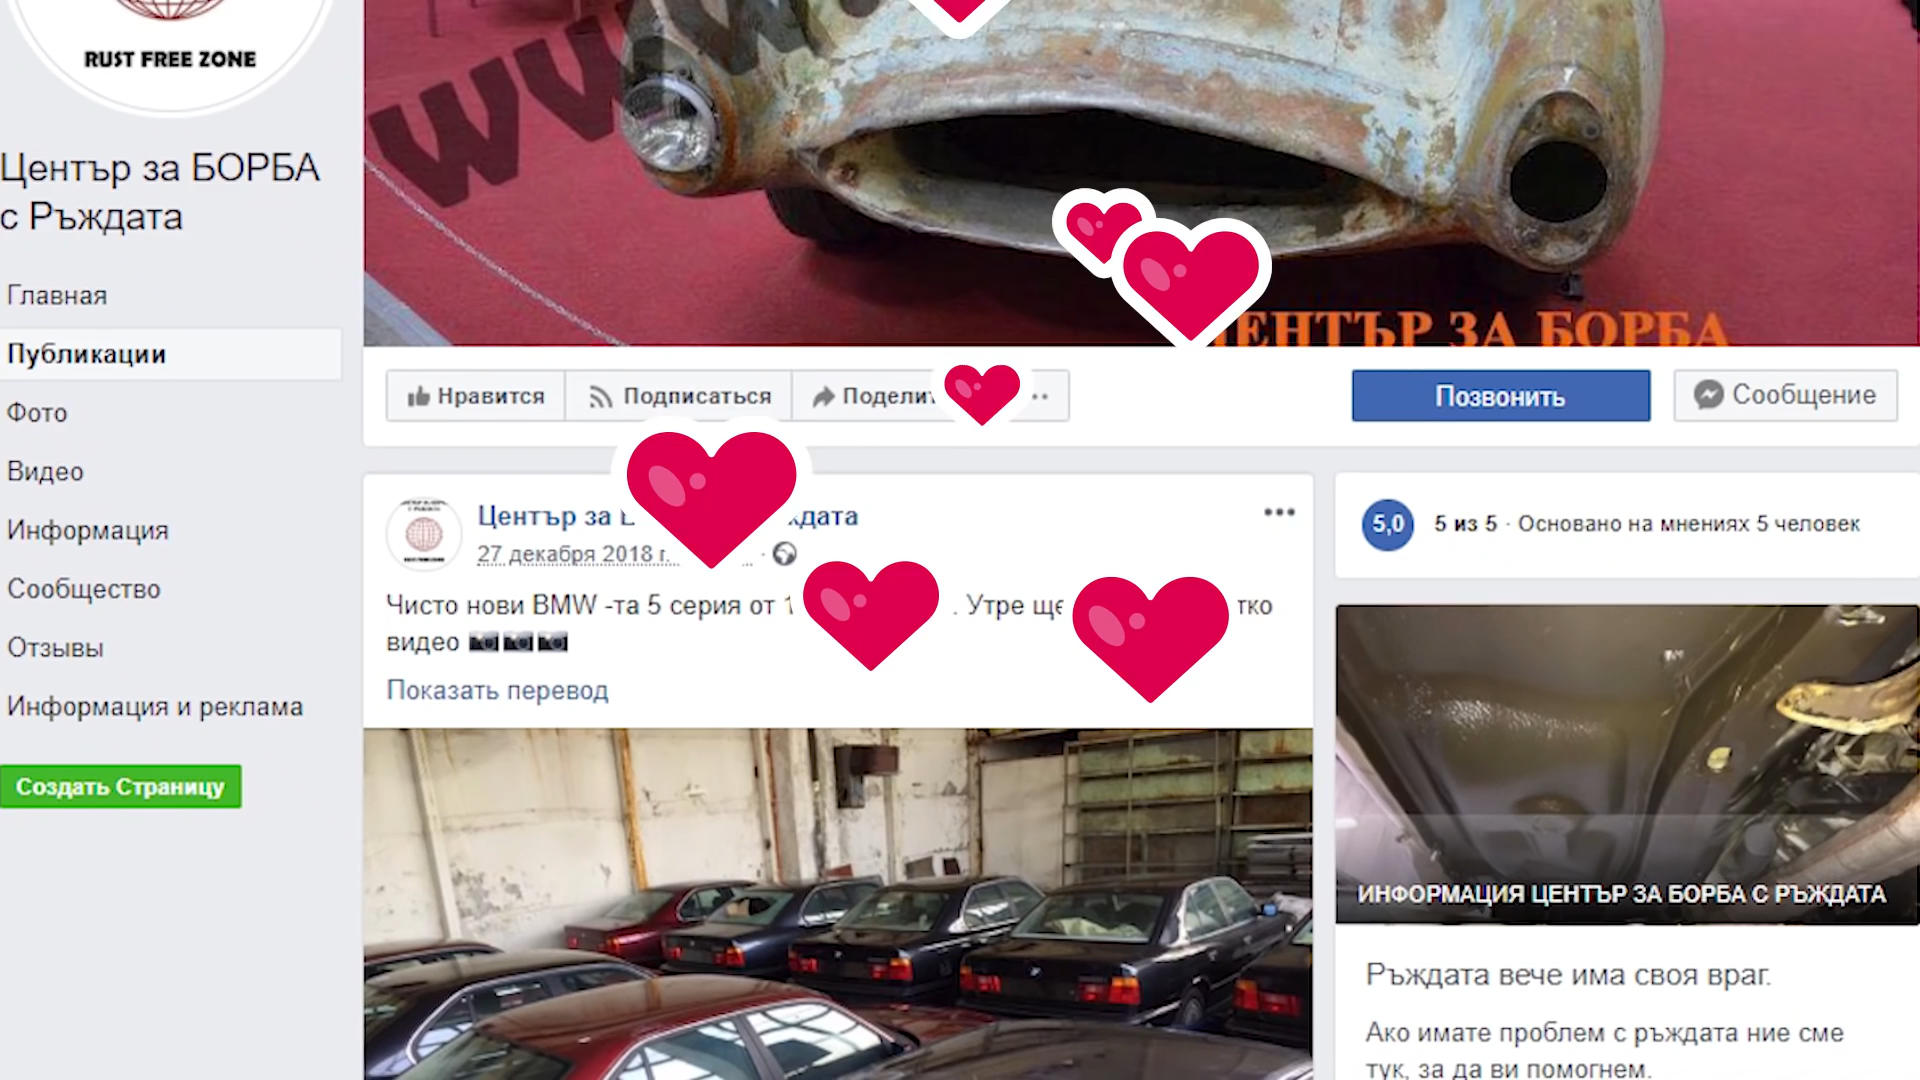 RUST FREE ZONE
Център за БОРБА
с Ръждата
Главная
Публикации
Фото
Видео
Информация
Сообщество
Отзывы
Информация и реклама
Создать Страницу
www.
ЕНТЪР ЗА БОРБА
Нравится
Подписаться
Позвонить
Сообщение
Център за
27 декабря 2018 г.
Чисто нови BMW -та 5 серия от . Утре
видео
Показать перевод
5,0
5 из 5 · Основано на мнениях 5 человек
ИНФОРМАЦИЯ ЦЕНТЪР ЗА БОРБА С РЪЖДАТА
Ръждата вече има своя враг.
Ако имате проблем с ръждата ние сме
тук, за да ви помогнем.